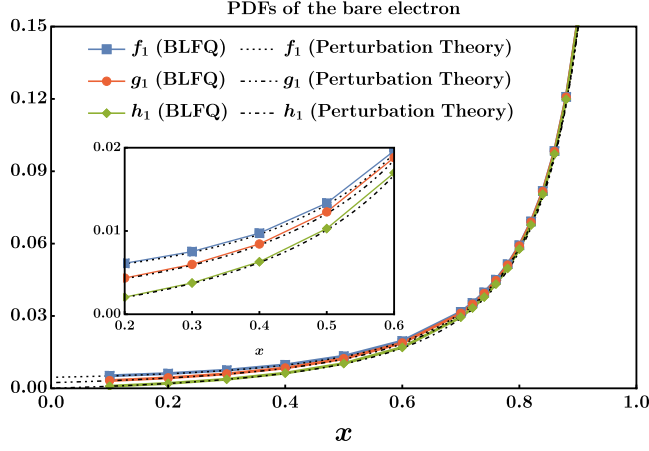 PDFs of the bare electron
0.15
0.12
0.09
0.06
0.03
0.00
f₁ (BLFQ) f₁ (Perturbation Theory)
g₁ (BLFQ) g₁ (Perturbation Theory)
h₁ (BLFQ) h₁ (Perturbation Theory)
0.02
0.01
0.00
0.2 0.3 0.4 0.5 0.6
x
0.0 0.2 0.4 0.6 0.8 1.0
x